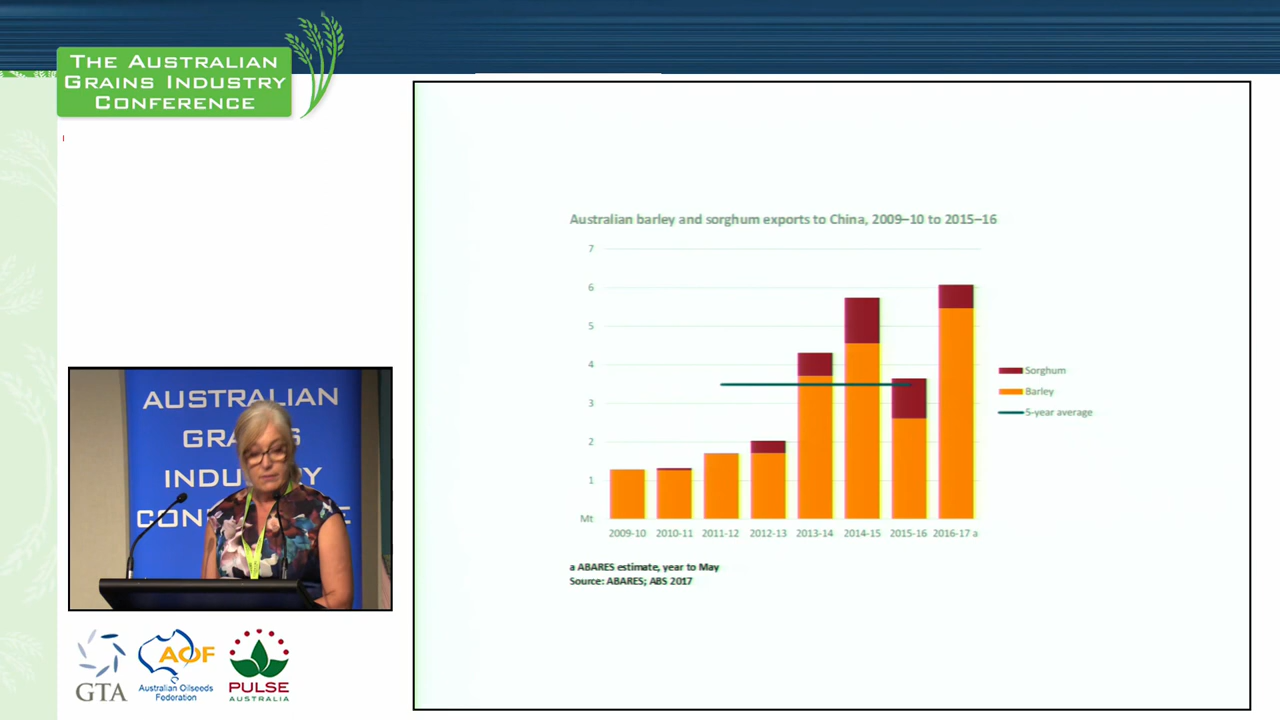 THE AUSTRALIAN
GRAINS INDUSTRY
CONFERENCE
Australian barley and sorghum exports to China, 2009–10 to 2015–16
7
6
5
4
3
2
1
Mt
2009-10 2010-11 2011-12 2012-13 2013-14 2014-15 2015-16 2016-17 a
Sorghum
Barley
5-year average
a ABARES estimate, year to May
Source: ABARES; ABS 2017
AUSTRALIAN
GRAINS
INDUSTRY
GTA
AOF
Australian Oilseeds
Federation
PULSE
AUSTRALIA